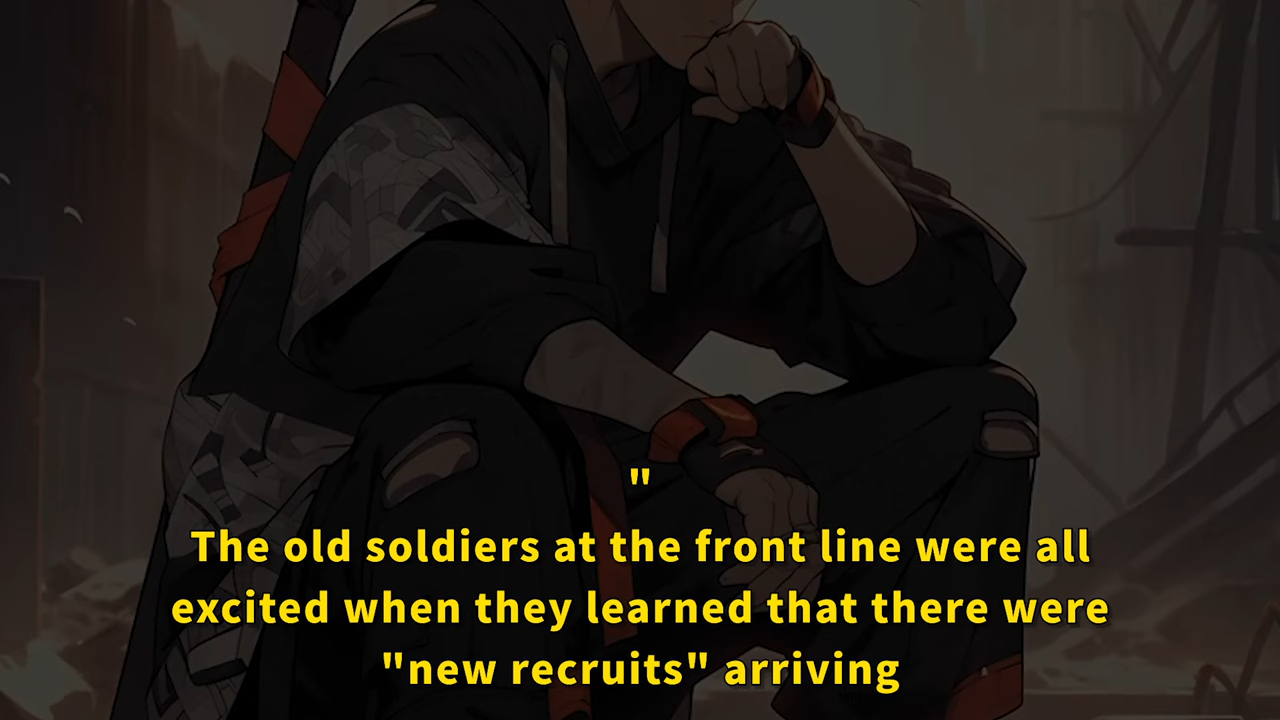 "
The old soldiers at the front line were all
excited when they learned that there were
"new recruits" arriving